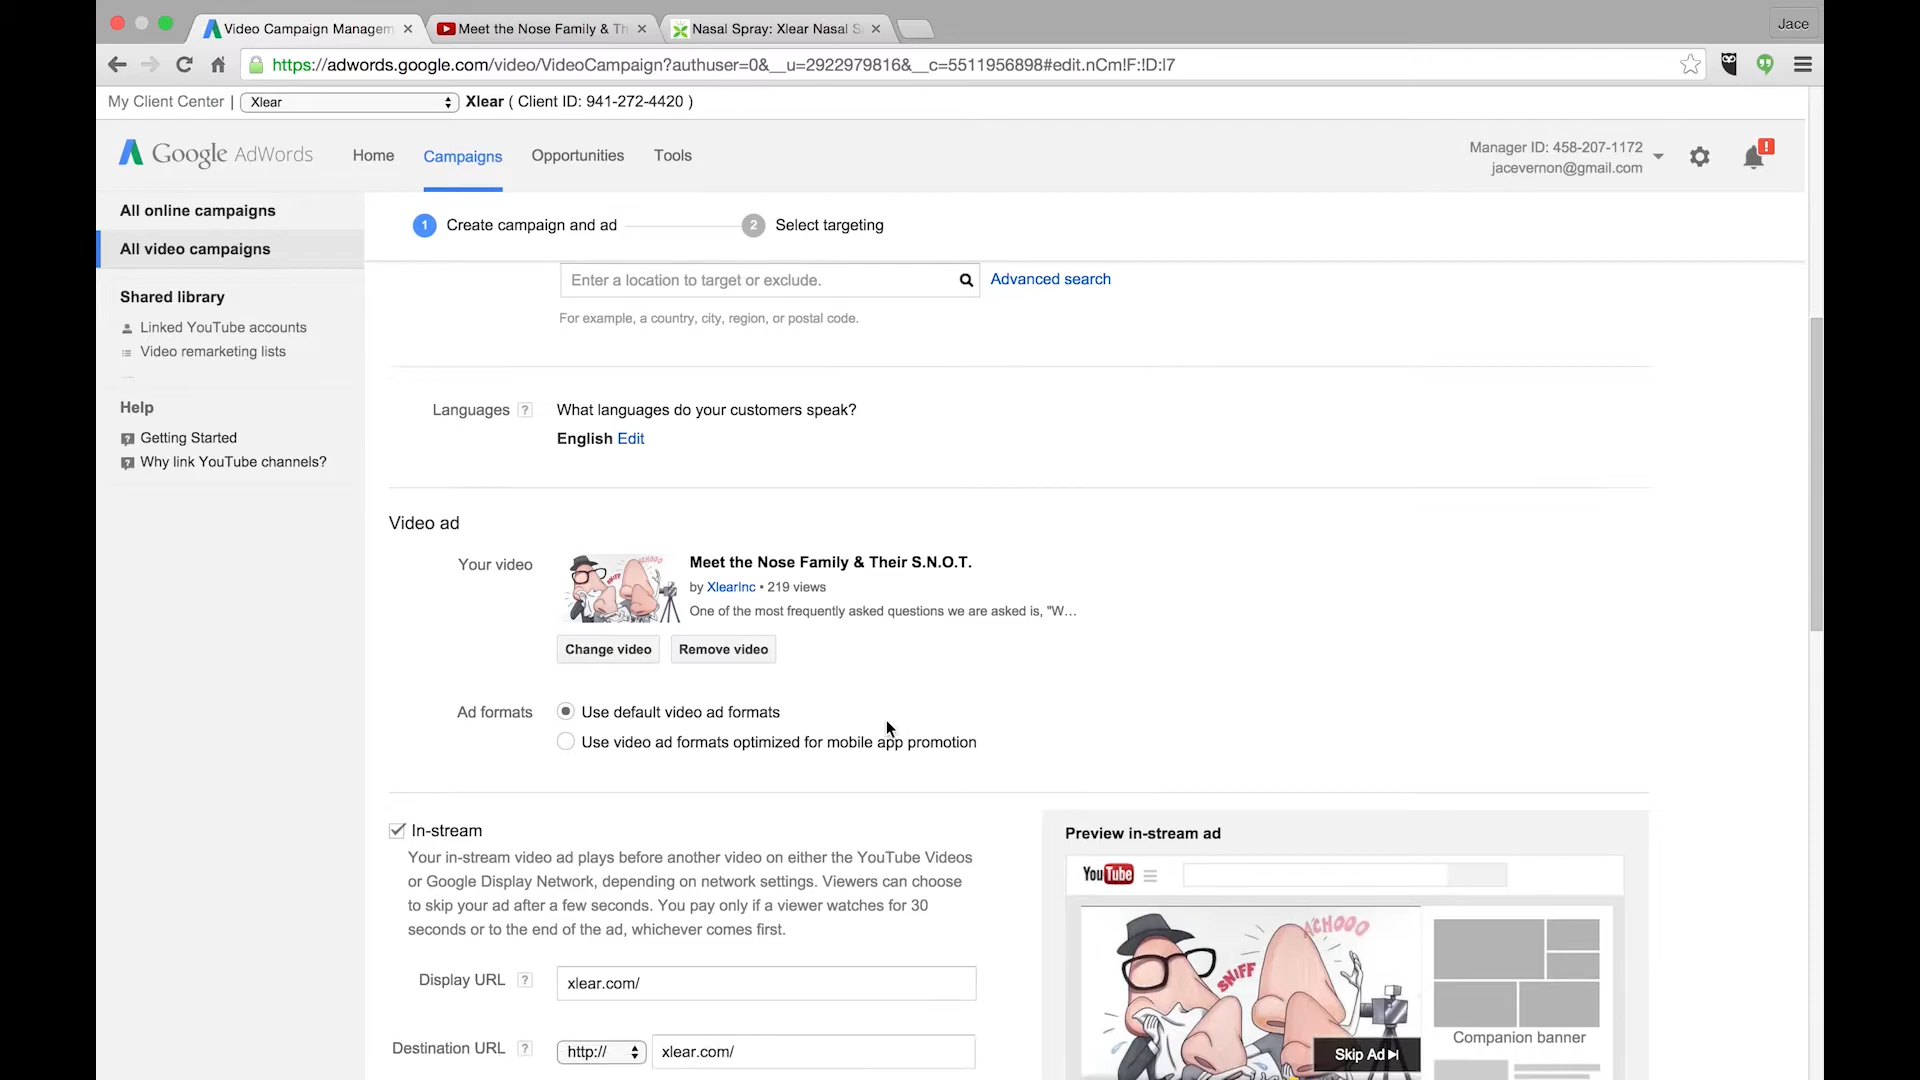 Video Campaign Managem
Meet the Nose Family & Th
Nasal Spray: Xlear Nasal S
Jace
https://adwords.google.com/video/VideoCampaign?authuser=0&__u=2922979816&__c=5511956898#edit.nCm!F:!D:l7
My Client Center | Xlear Xlear ( Client ID: 941-272-4420 )
Google AdWords
Home
Campaigns
Opportunities
Tools
Manager ID: 458-207-1172
jacevernon@gmail.com
!
All online campaigns
All video campaigns
Shared library
Linked YouTube accounts
Video remarketing lists
Help
Getting Started
Why link YouTube channels?
1 Create campaign and ad
2 Select targeting
Enter a location to target or exclude.
Advanced search
For example, a country, city, region, or postal code.
Languages ? What languages do your customers speak?
English Edit
Video ad
Your video
ACHOOO
SNIFF
Meet the Nose Family & Their S.N.O.T.
by XlearInc • 219 views
One of the most frequently asked questions we are asked is, "W...
Change video
Remove video
Ad formats
Use default video ad formats
Use video ad formats optimized for mobile app promotion
In-stream
Your in-stream video ad plays before another video on either the YouTube Videos
or Google Display Network, depending on network settings. Viewers can choose
to skip your ad after a few seconds. You pay only if a viewer watches for 30
seconds or to the end of the ad, whichever comes first.
Display URL ? xlear.com/
Destination URL ? http:// xlear.com/
Preview in-stream ad
YouTube
ACHOOO
SNIFF
Skip Ad
Companion banner